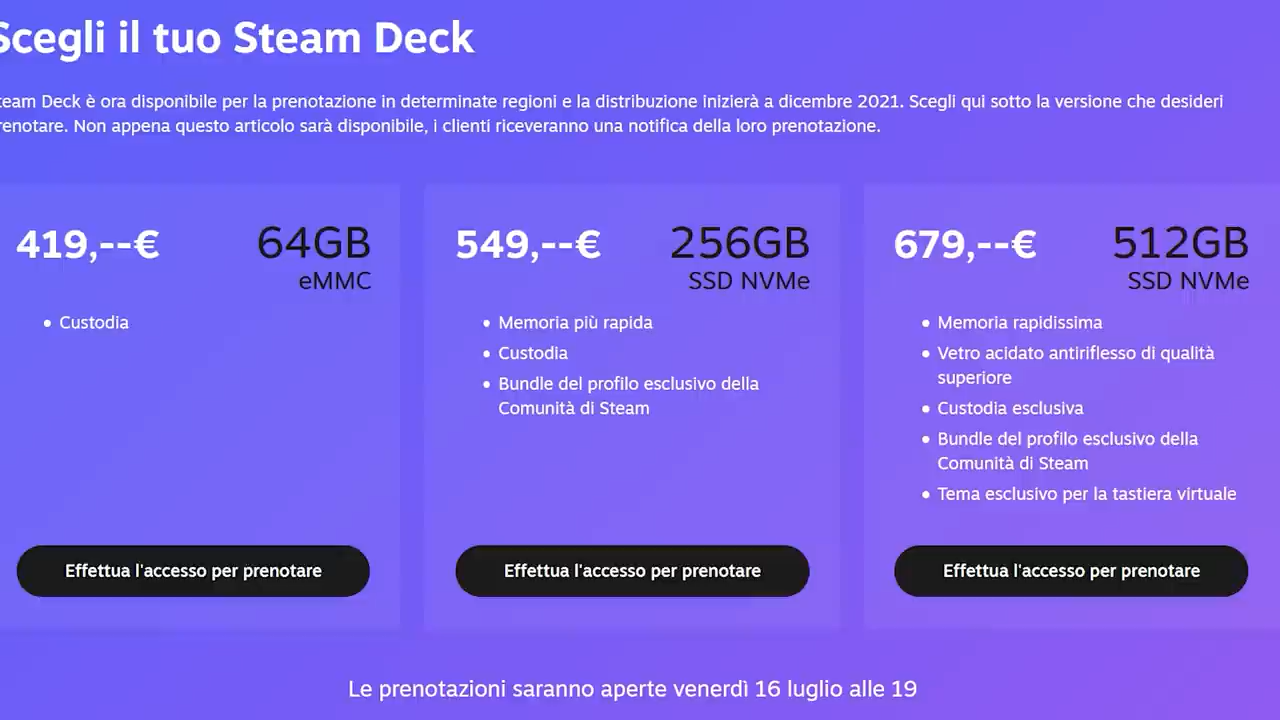 Scegli il tuo Steam Deck
team Deck è ora disponibile per la prenotazione in determinate regioni e la distribuzione inizierà a dicembre 2021. Scegli qui sotto la versione che desideri
renotare. Non appena questo articolo sarà disponibile, i clienti riceveranno una notifica della loro prenotazione.
419,--€
64GB
eMMC
• Custodia
Effettua l'accesso per prenotare
549,--€
256GB
SSD NVMe
• Memoria più rapida
• Custodia
• Bundle del profilo esclusivo della
Comunità di Steam
Effettua l'accesso per prenotare
679,--€
512GB
SSD NVMe
• Memoria rapidissima
• Vetro acidato antiriflesso di qualità
superiore
• Custodia esclusiva
• Bundle del profilo esclusivo della
Comunità di Steam
• Tema esclusivo per la tastiera virtuale
Effettua l'accesso per prenotare
Le prenotazioni saranno aperte venerdì 16 luglio alle 19